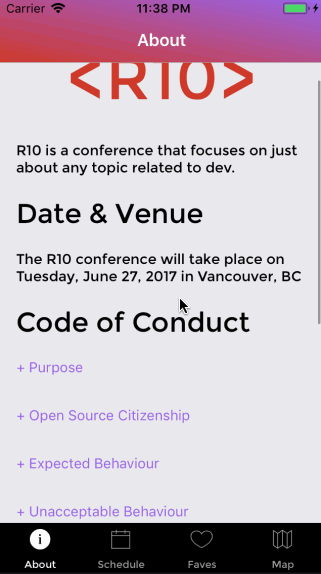 Carrier 11:38 PM
About
<R10>
R10 is a conference that focuses on just
about any topic related to dev.
Date & Venue
The R10 conference will take place on
Tuesday, June 27, 2017 in Vancouver, BC
Code of Conduct
+ Purpose
+ Open Source Citizenship
+ Expected Behaviour
+ Unacceptable Behaviour
About Schedule Faves Map